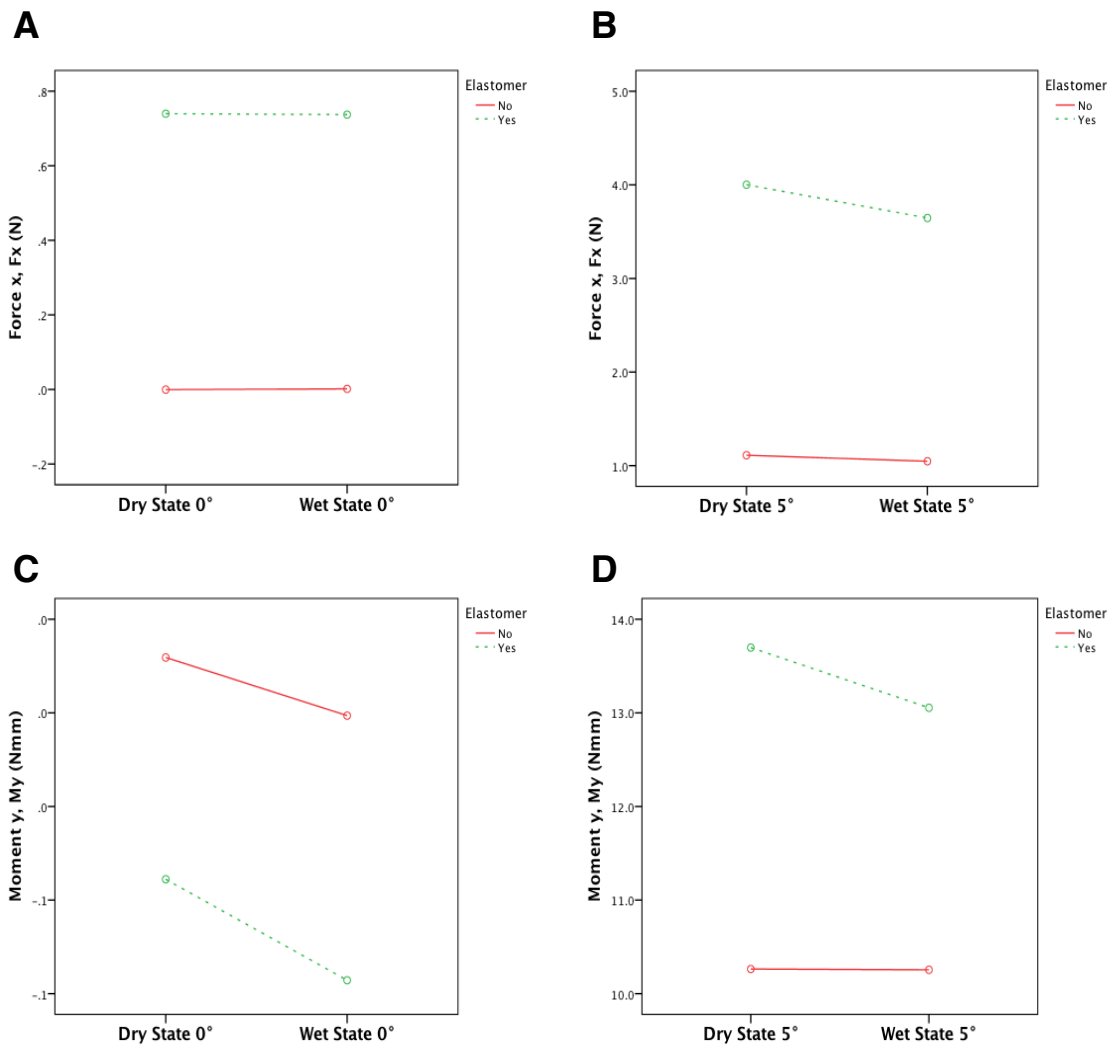 A
Force x, Fx (N)
.8
.6
.4
.2
.0
-.2
Dry State 0° Wet State 0°
Elastomer
No
Yes
B
Force x, Fx (N)
5.0
4.0
3.0
2.0
1.0
Dry State 5° Wet State 5°
Elastomer
No
Yes
C
Moment y, My (Nmm)
.0
.0
.0
-.1
-.1
Dry State 0° Wet State 0°
Elastomer
No
Yes
D
Moment y, My (Nmm)
14.0
13.0
12.0
11.0
10.0
Dry State 5° Wet State 5°
Elastomer
No
Yes